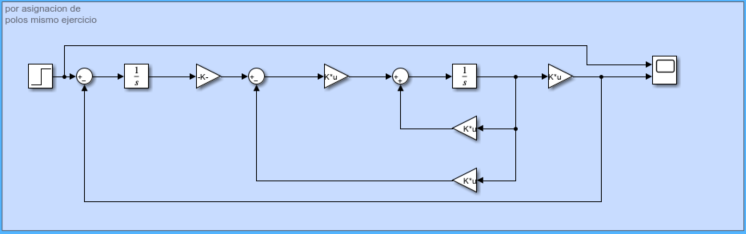 por asignacion de
polos mismo ejercicio
1
s
-K-
K*u
1
s
K*u
K*u
K*u